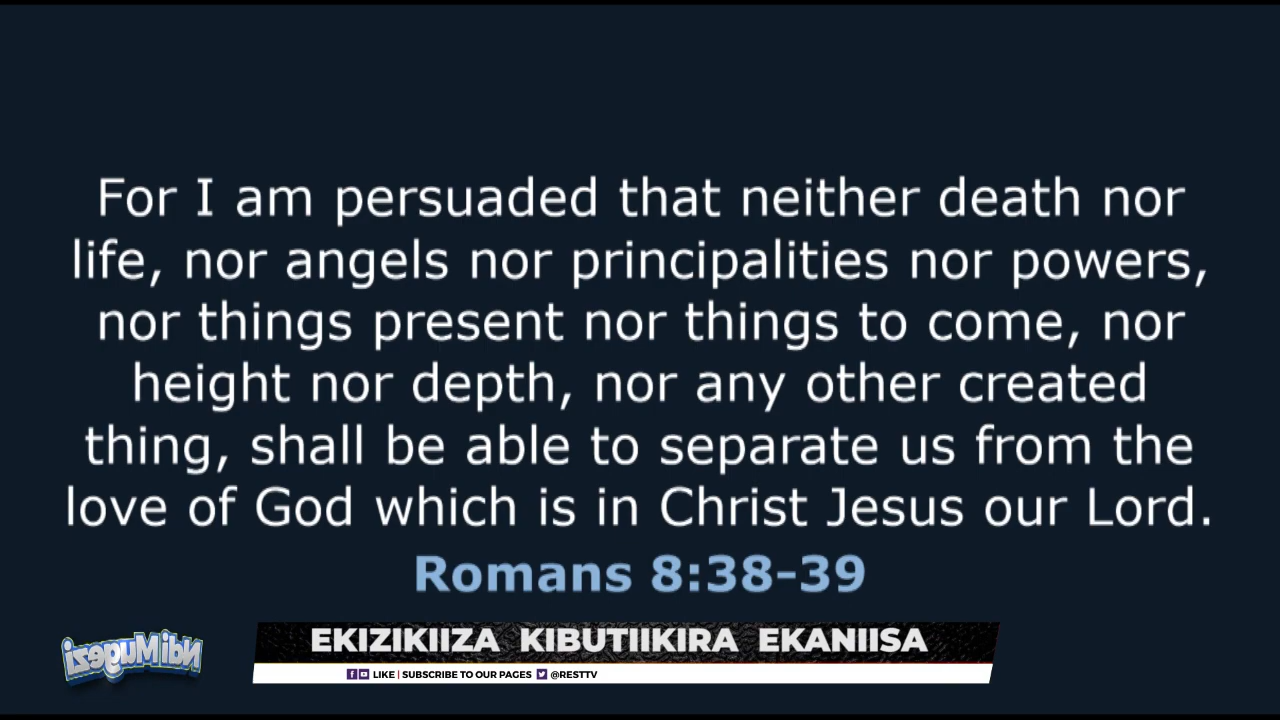 For I am persuaded that neither death nor
life, nor angels nor principalities nor powers,
nor things present nor things to come, nor
height nor depth, nor any other created
thing, shall be able to separate us from the
love of God which is in Christ Jesus our Lord.
Romans 8:38-39
NdiMugezi
EKIZIKIIZA KIBUTIIKIRA EKANIISA
LIKE | SUBSCRIBE TO OUR PAGES @RESTTV